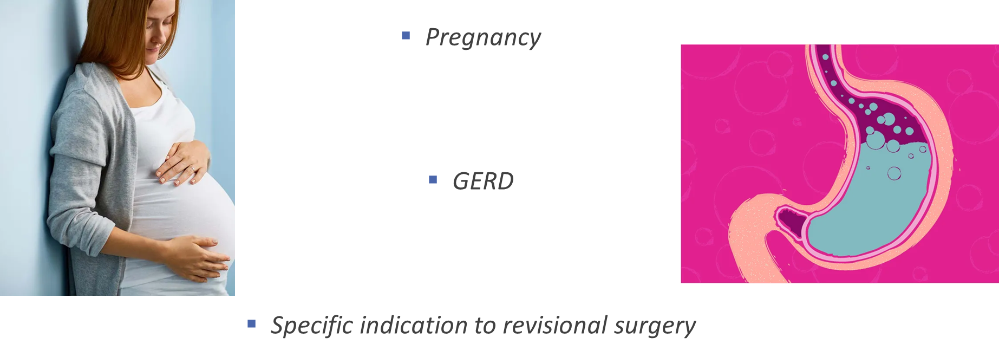 ▪ Pregnancy
▪ GERD
▪ Specific indication to revisional surgery